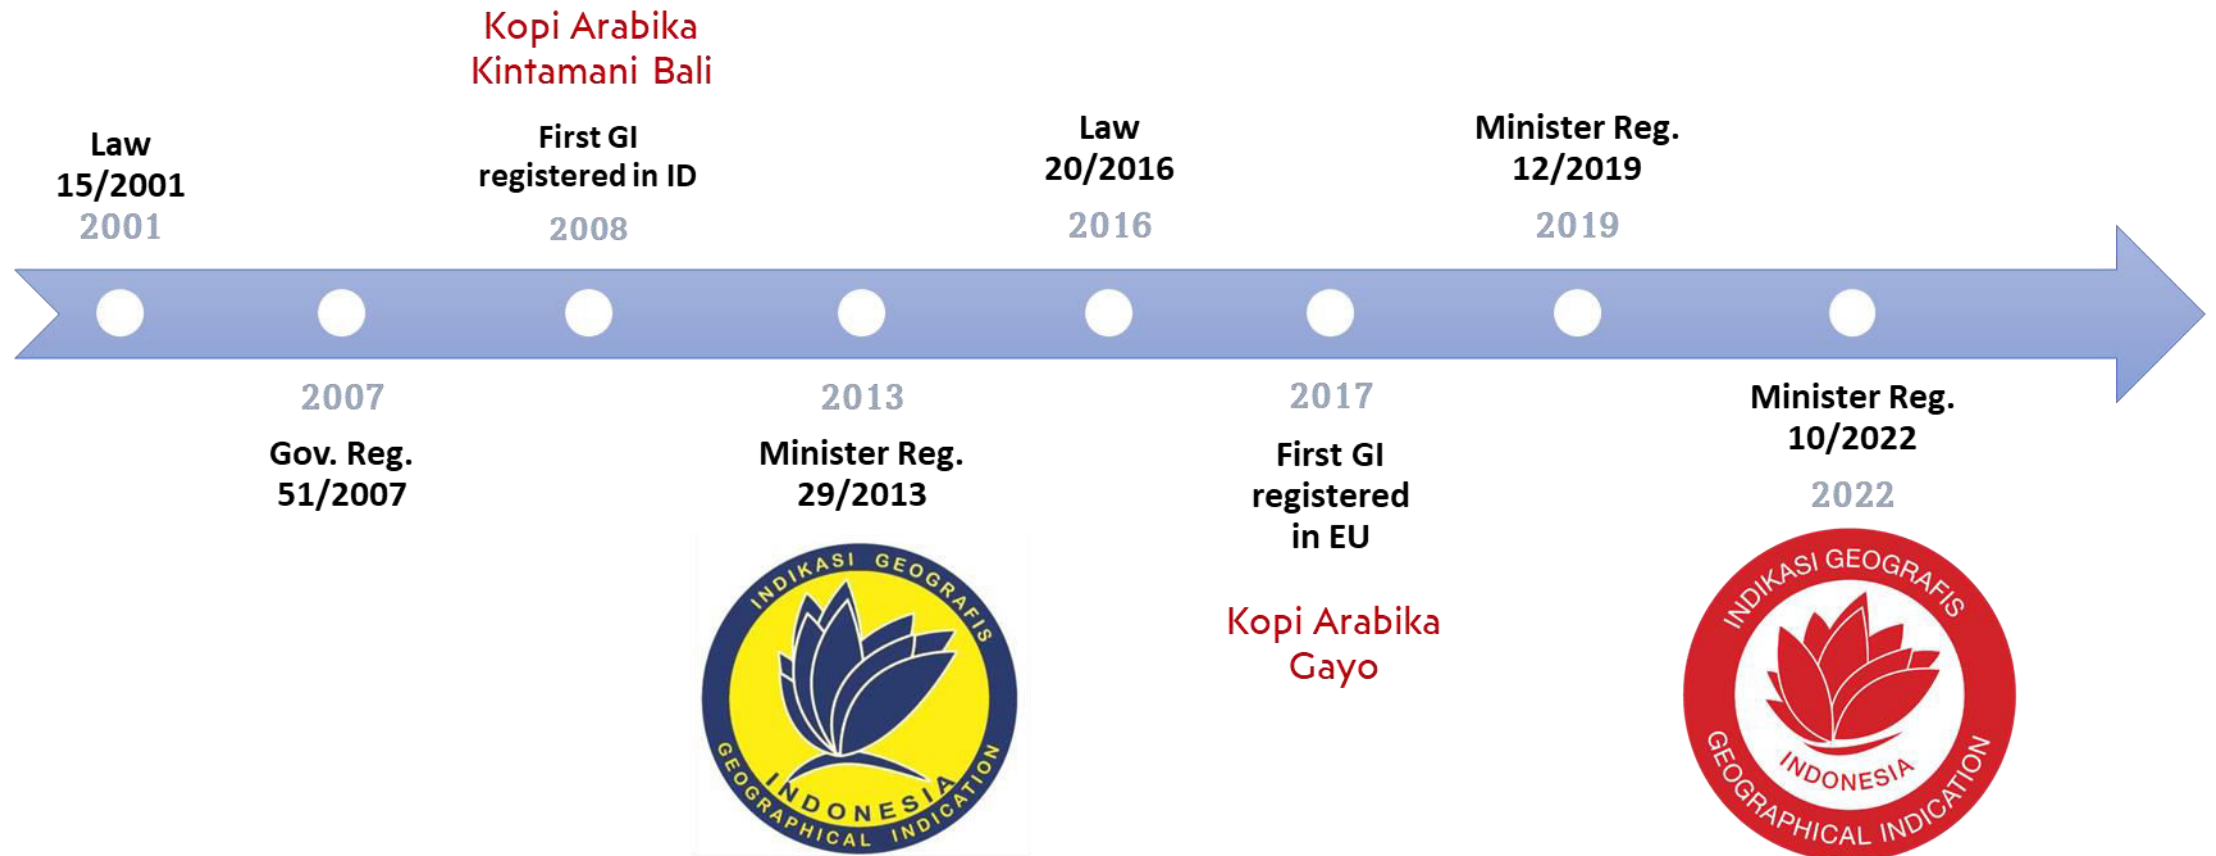 Kopi Arabika
Kintamani Bali
Law
15/2001
2001
First GI
registered in ID
2008
Law
20/2016
2016
Minister Reg.
12/2019
2019
2007
Gov. Reg.
51/2007
2013
Minister Reg.
29/2013
INDIKASI GEOGRAFIS
INDONESIA
GEOGRAPHICAL INDICATION
2017
First GI
registered
in EU
Kopi Arabika
Gayo
Minister Reg.
10/2022
2022
INDIKASI GEOGRAFIS
INDONESIA
GEOGRAPHICAL INDICATION